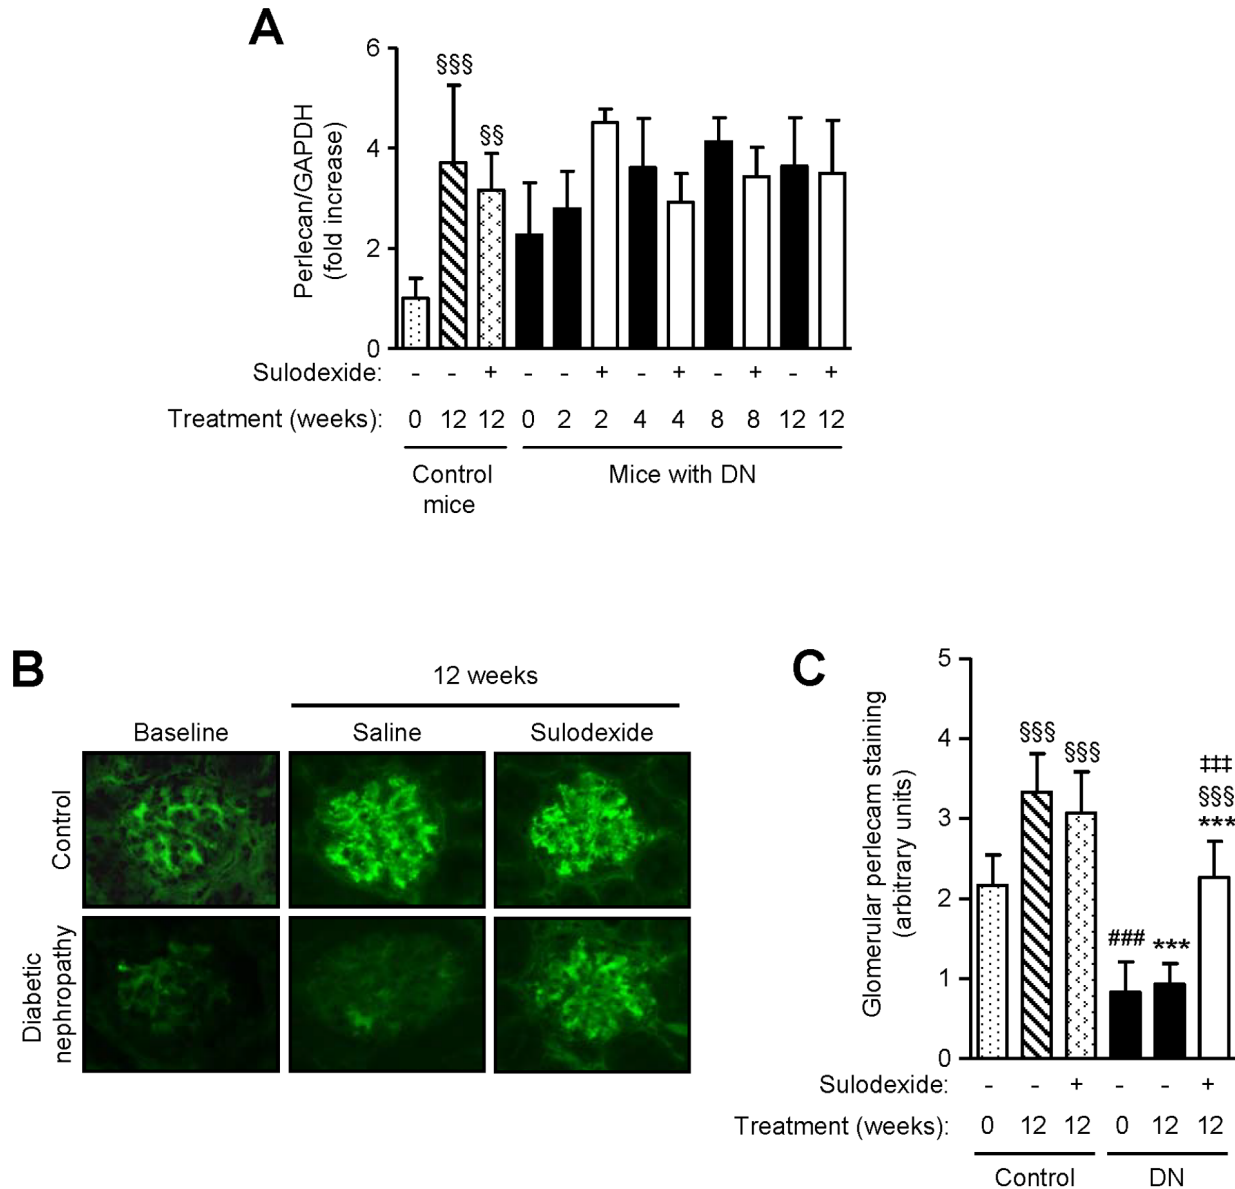 A
Perlecan/GAPDH
(fold increase)
6
4
2
0
§§§
§§
Sulodexide: - - + - - + - + - + - +
Treatment (weeks): 0 12 12 0 2 2 4 4 8 8 12 12
Control
mice
Mice with DN
B
12 weeks
Baseline Saline Sulodexide
Control
Diabetic
nephropathy
C
Glomerular perlecam staining
(arbitrary units)
5
4
3
2
1
0
§§§
§§§
###
***
‡‡‡
§§§
***
Sulodexide: - - + - - +
Treatment (weeks): 0 12 12 0 12 12
Control DN